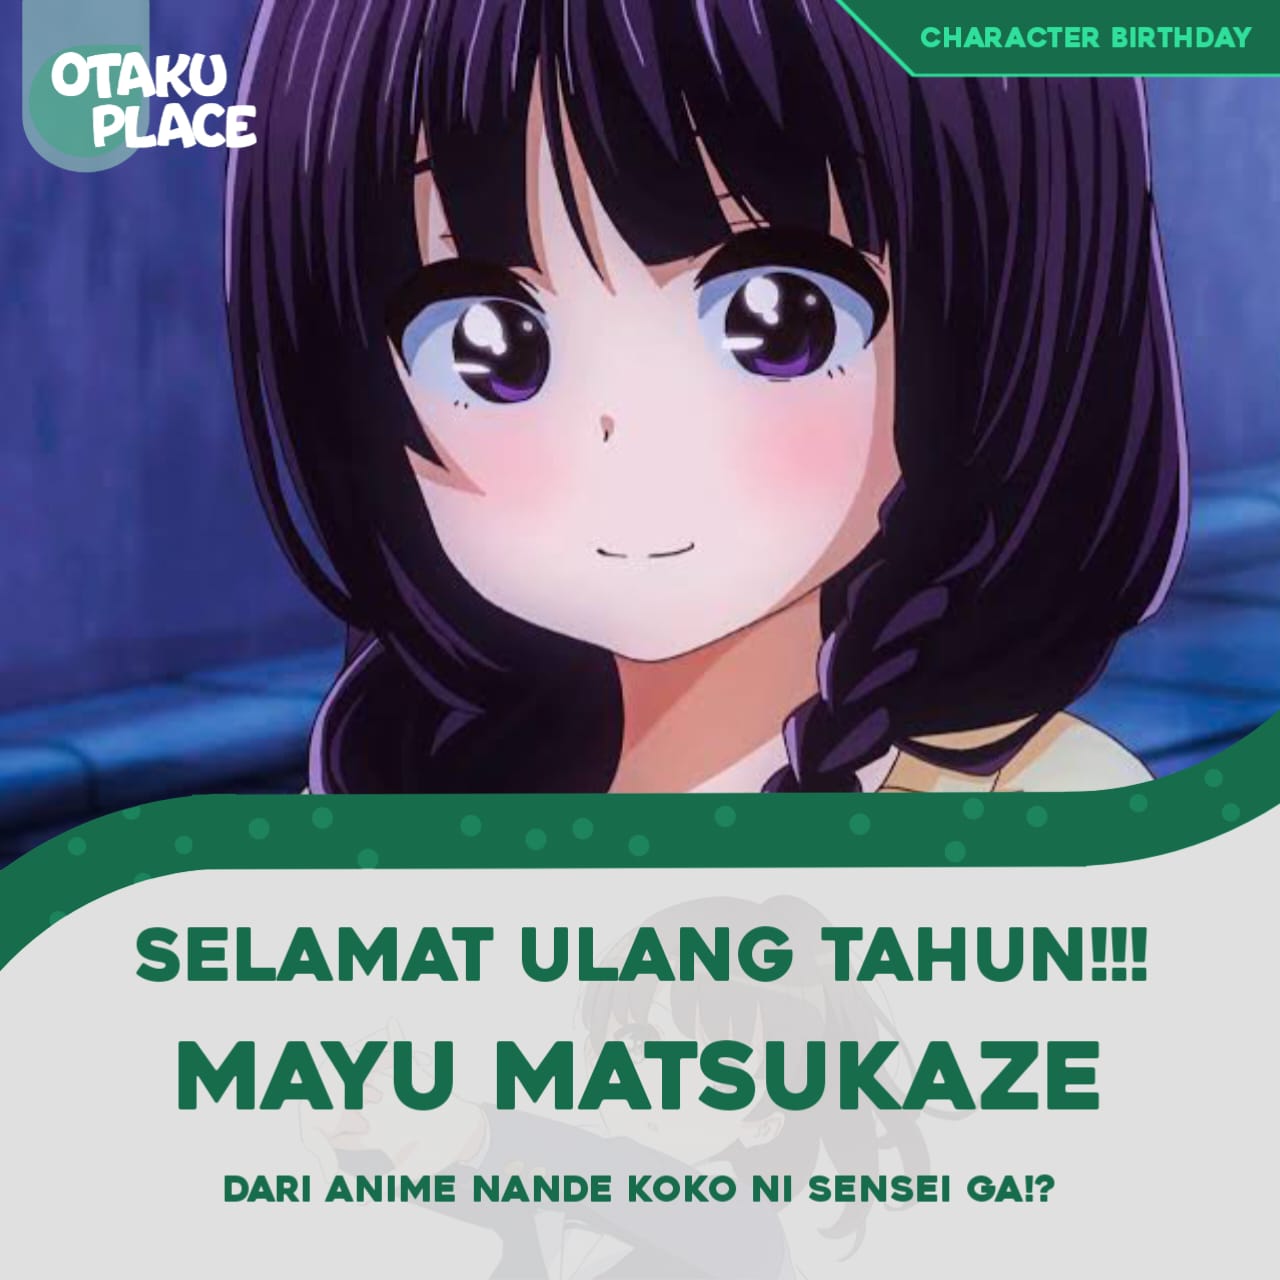 OTAKU
PLACE
CHARACTER BIRTHDAY
SELAMAT ULANG TAHUN!!!
MAYU MATSUKAZE
DARI ANIME NANDE KOKO NI SENSEI GA!?